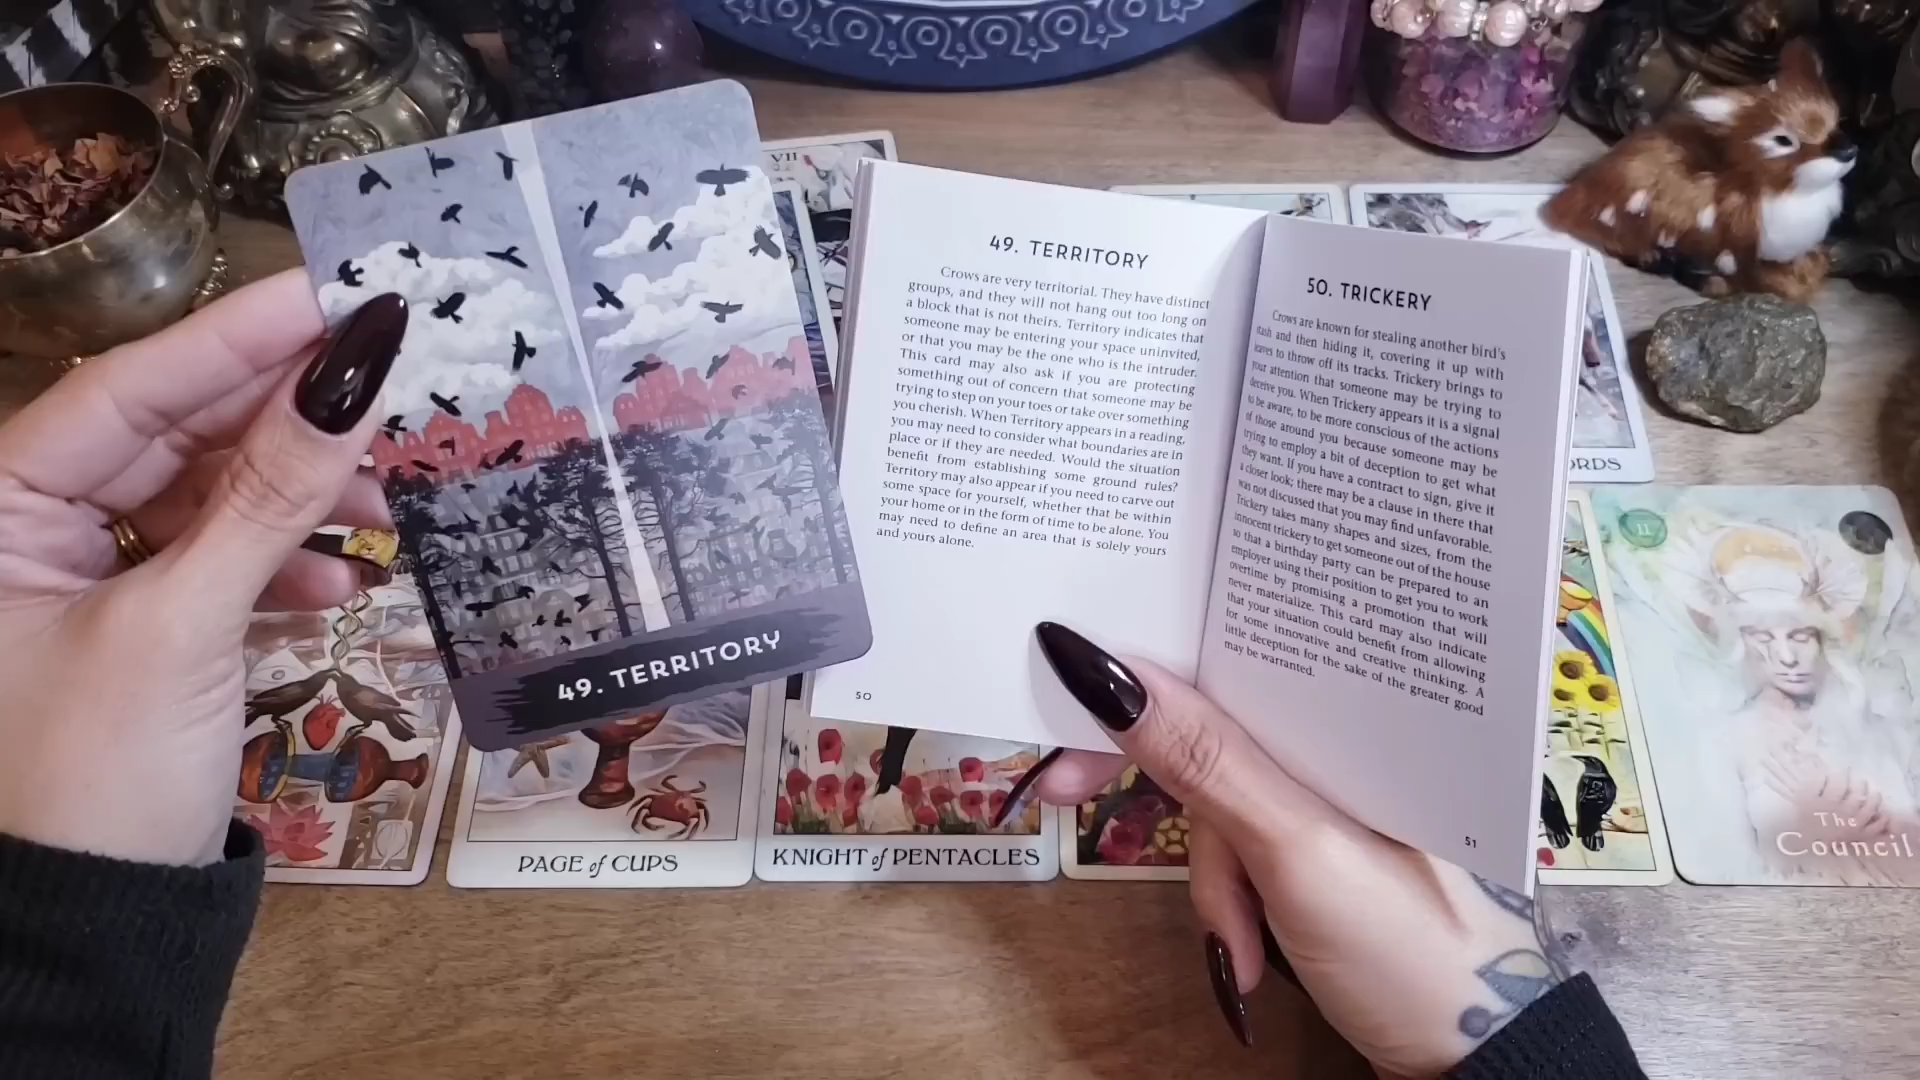 VII
49. TERRITORY
49. TERRITORY
Crows are very territorial. They have distinct
groups, and they will not hang out too long on
a block that is not theirs. Territory indicates that
someone may be entering your space uninvited,
or that you may be the one who is the intruder.
This card may also ask if you are protecting
something out of concern that someone may be
trying to step on your toes or take over something
you cherish. When Territory appears in a reading,
you may need to consider what boundaries are in
place or if they are needed. Would the situation
benefit from establishing some ground rules?
Territory may also appear if you need to carve out
some space for yourself, whether that be within
your home or in the form of time to be alone. You
may need to define an area that is solely yours
and yours alone.
50
50. TRICKERY
Crows are known for stealing another bird's
stash and then hiding it, covering it up with
leaves to throw off its tracks. Trickery brings to
your attention that someone may be trying to
deceive you. When Trickery appears it is a signal
to be aware, to be more conscious of the actions
of those around you because someone may be
trying to employ a bit of deception to get what
they want. If you have a contract to sign, give it
a closer look; there may be a clause in there that
was not discussed that you may find unfavorable.
Trickery takes many shapes and sizes, from the
innocent trickery to get someone out of the house
so that a birthday party can be prepared to an
employer using their position to get you to work
overtime by promising a promotion that will
never materialize. This card may also indicate
that your situation could benefit from allowing
for some innovative and creative thinking. A
little deception for the sake of the greater good
may be warranted.
51
ORDS
II
PAGE of CUPS
KNIGHT of PENTACLES
The
Council